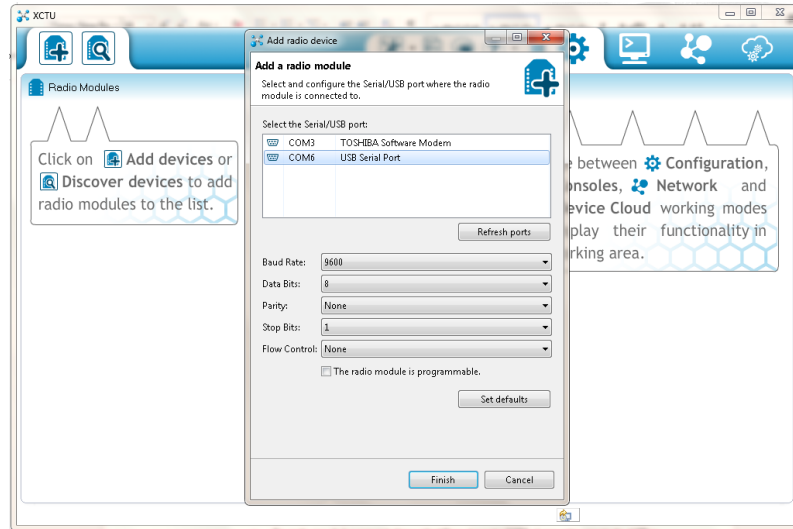 XCTU
Radio Modules
Click on Add devices or
Discover devices to add
radio modules to the list.
Add radio device
Add a radio module
Select and configure the Serial/USB port where the radio
module is connected to.
Select the Serial/USB port:
COM3 TOSHIBA Software Modem
COM6 USB Serial Port
Refresh ports
Baud Rate: 9600
Data Bits: 8
Parity: None
Stop Bits: 1
Flow Control: None
The radio module is programmable.
Set defaults
Finish Cancel
between Configuration,
Network and
Device Cloud working modes
their functionality in
area.